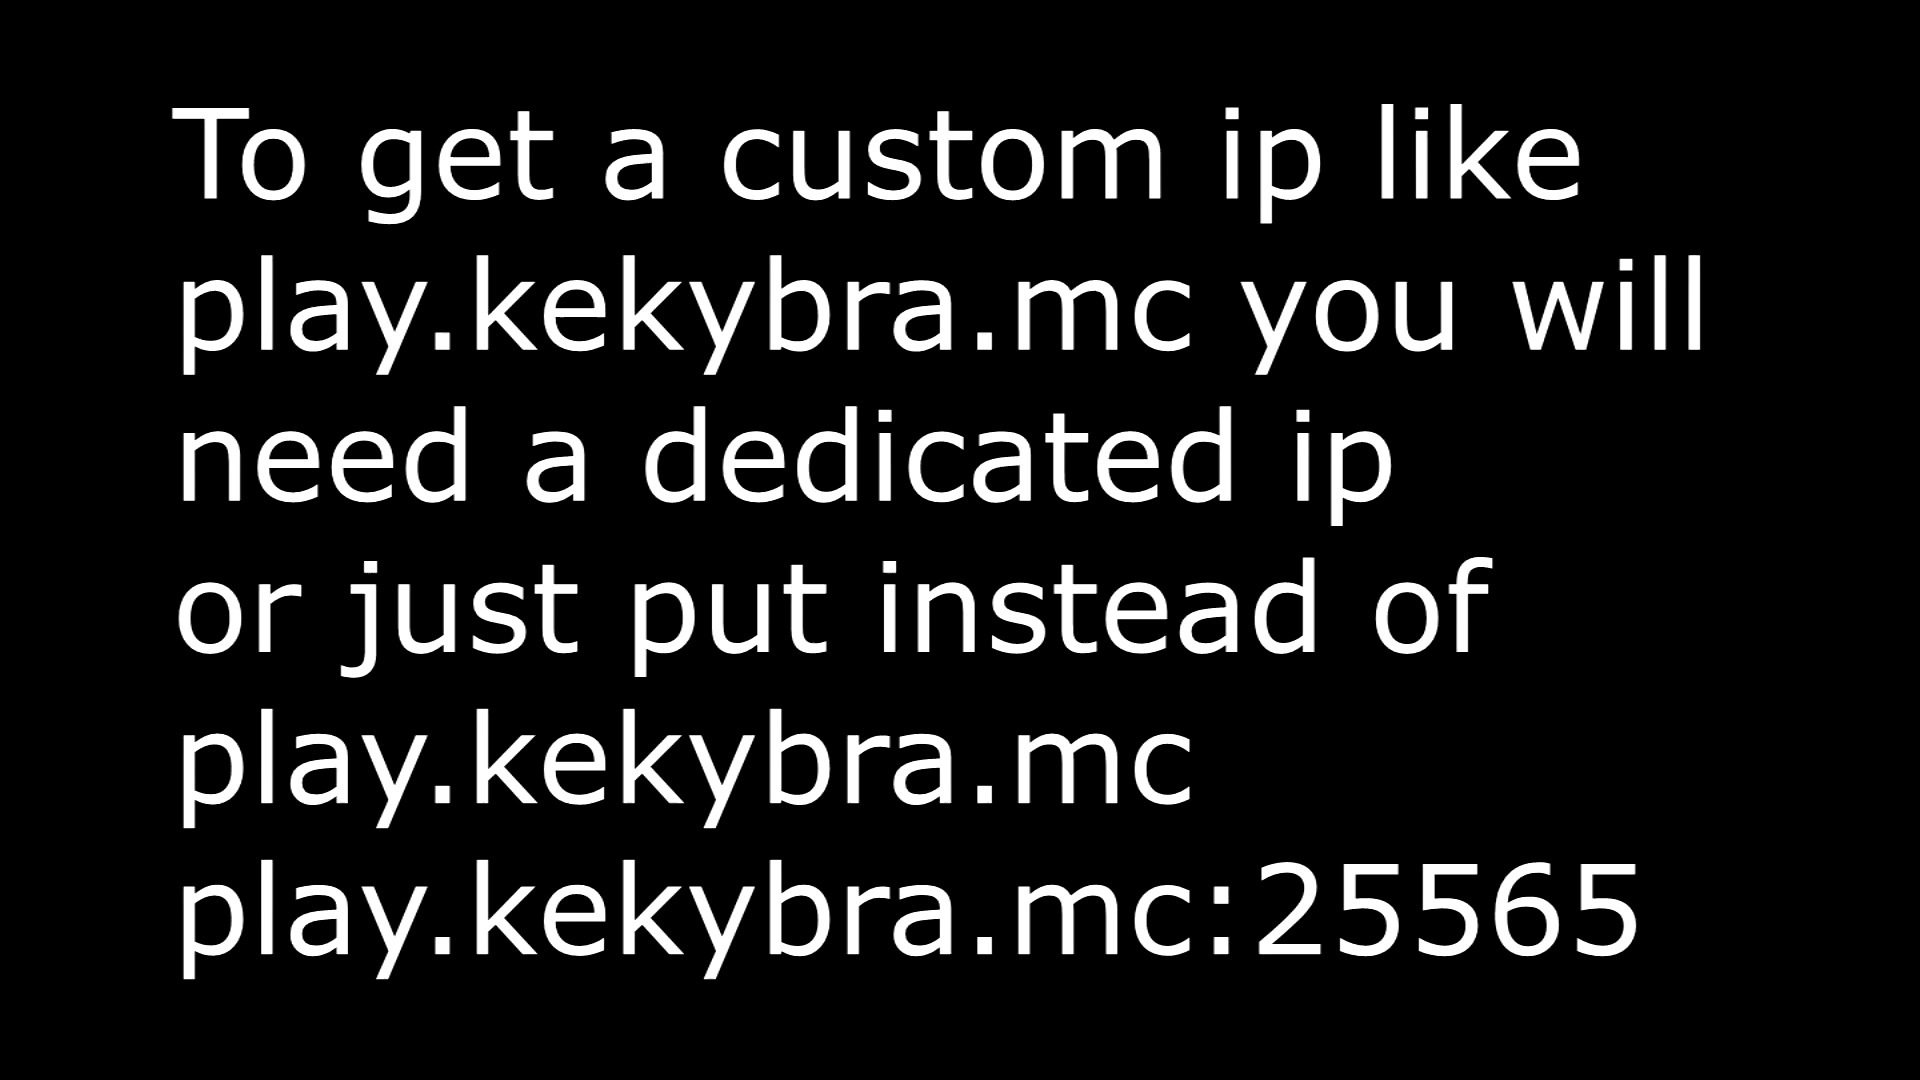 To get a custom ip like
play.kekybra.mc you will
need a dedicated ip
or just put instead of
play.kekybra.mc
play.kekybra.mc:25565